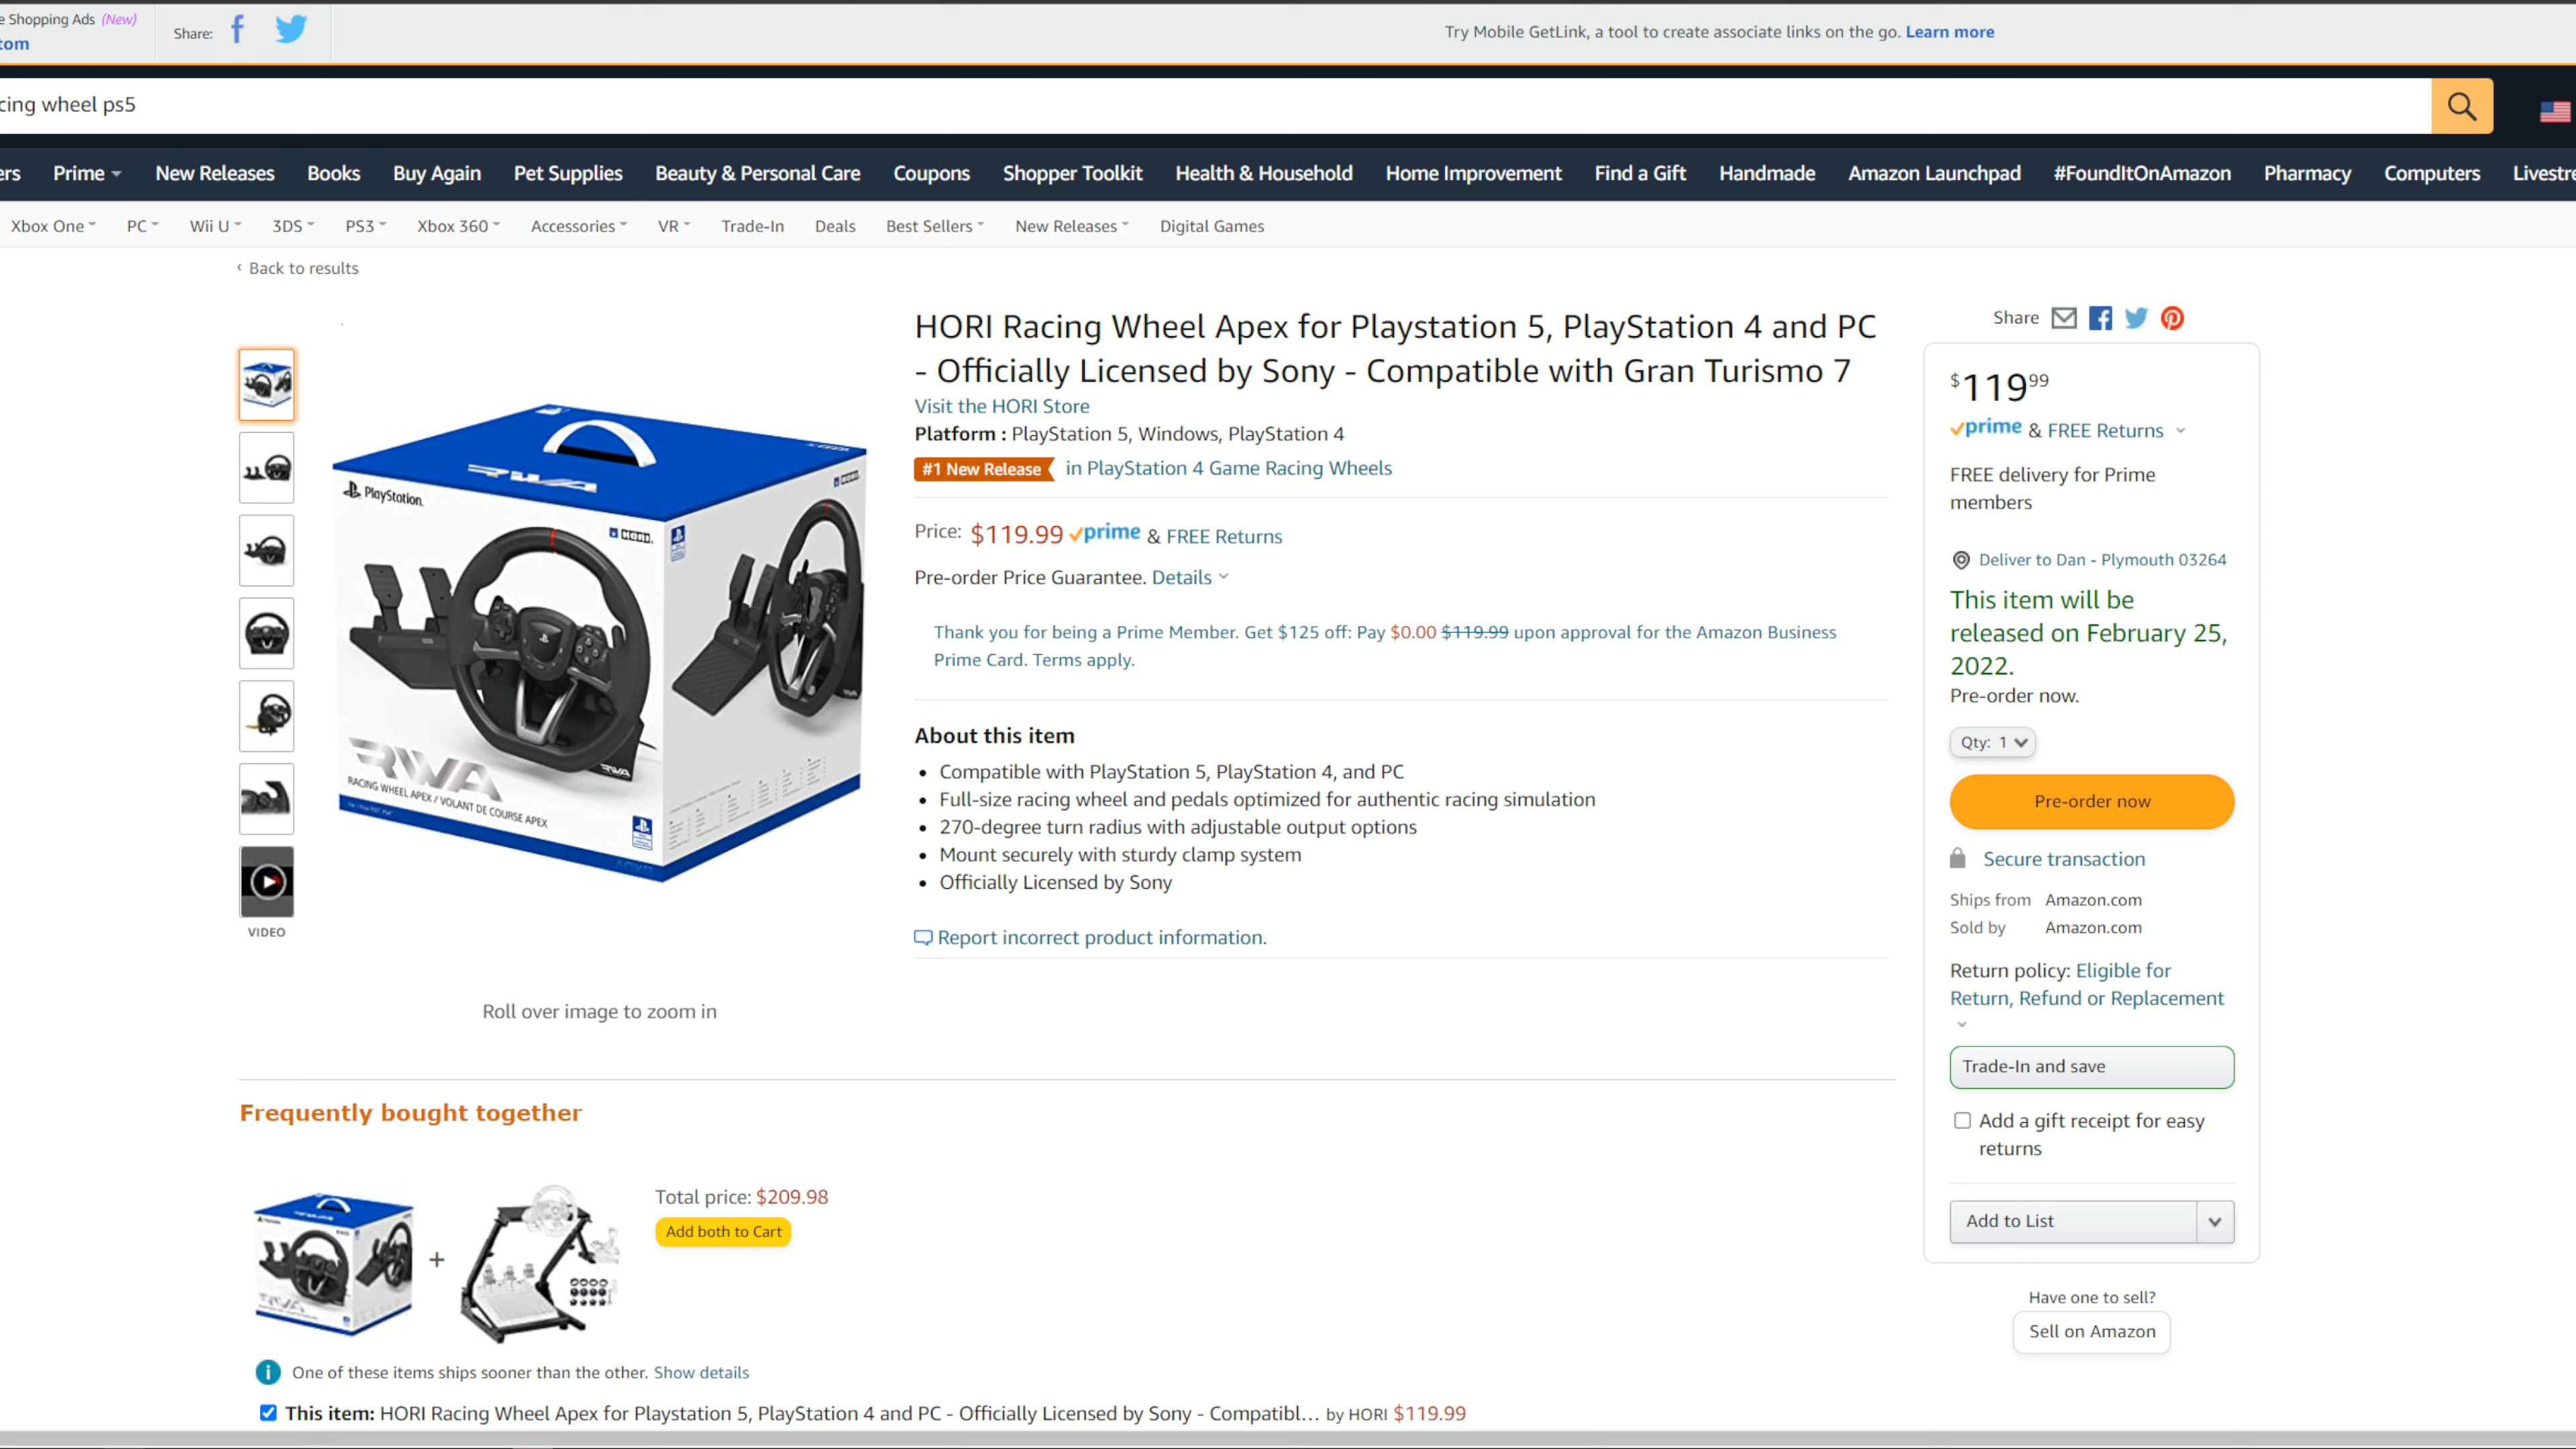 e Shopping Ads (New)
tom
Share:
Try Mobile GetLink, a tool to create associate links on the go. Learn more
cing wheel ps5
ers Prime New Releases Books Buy Again Pet Supplies Beauty & Personal Care Coupons Shopper Toolkit Health & Household Home Improvement Find a Gift Handmade Amazon Launchpad #FoundItOnAmazon Pharmacy Computers Livestre
Xbox One PC Wii U 3DS PS3 Xbox 360 Accessories VR Trade-In Deals Best Sellers New Releases Digital Games
‹ Back to results
VIDEO
PlayStation
HORI
HORI
RWA
RWA
RACING WHEEL APEX / VOLANT DE COURSE APEX
Roll over image to zoom in
HORI Racing Wheel Apex for Playstation 5, PlayStation 4 and PC
- Officially Licensed by Sony - Compatible with Gran Turismo 7
Visit the HORI Store
Platform : PlayStation 5, Windows, PlayStation 4
#1 New Release in PlayStation 4 Game Racing Wheels
Price: $119.99 prime & FREE Returns
Pre-order Price Guarantee. Details
Thank you for being a Prime Member. Get $125 off: Pay $0.00 $119.99 upon approval for the Amazon Business
Prime Card. Terms apply.
About this item
• Compatible with PlayStation 5, PlayStation 4, and PC
• Full-size racing wheel and pedals optimized for authentic racing simulation
• 270-degree turn radius with adjustable output options
• Mount securely with sturdy clamp system
• Officially Licensed by Sony
Report incorrect product information.
Share
$119.99
prime & FREE Returns
FREE delivery for Prime
members
Deliver to Dan - Plymouth 03264
This item will be
released on February 25,
2022.
Pre-order now.
Qty: 1
Pre-order now
Secure transaction
Ships from Amazon.com
Sold by Amazon.com
Return policy: Eligible for
Return, Refund or Replacement
Trade-In and save
Add a gift receipt for easy
returns
Add to List
Have one to sell?
Sell on Amazon
Frequently bought together
+
Total price: $209.98
Add both to Cart
One of these items ships sooner than the other. Show details
This item: HORI Racing Wheel Apex for Playstation 5, PlayStation 4 and PC - Officially Licensed by Sony - Compatibl... by HORI $119.99